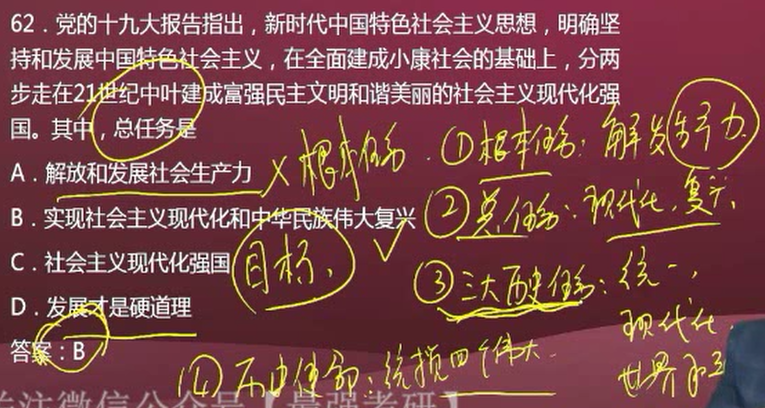 62．党的十九大报告指出，新时代中国特色社会主义思想，明确坚
持和发展中国特色社会主义，在全面建成小康社会的基础上，分两
步走在21世纪中叶建成富强民主文明和谐美丽的社会主义现代化强
国。其中，总任务是
A．解放和发展社会生产力
× 根本任务．
B．实现社会主义现代化和中华民族伟大复兴
C．社会主义现代化强国
目标．
D．发展才是硬道理
答案：B
①根本任务：解发生产力
②总任务：现代化．复兴．
③三大历史任务：统一，
现代化．
世界和平
④历史使命：统揽四个伟大．
关注微信公众号【最强考研】